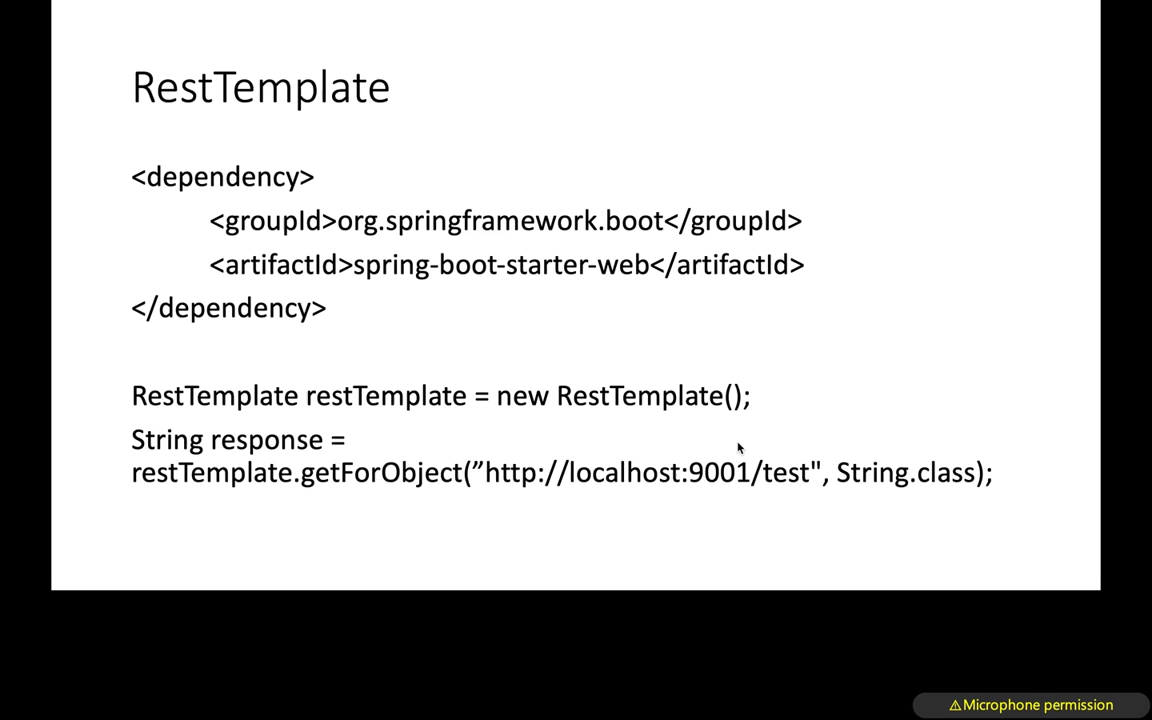 RestTemplate
<dependency>
<groupId>org.springframework.boot</groupId>
<artifactId>spring-boot-starter-web</artifactId>
</dependency>
RestTemplate restTemplate = new RestTemplate();
String response =
restTemplate.getForObject(”http://localhost:9001/test", String.class);
⚠Microphone permission